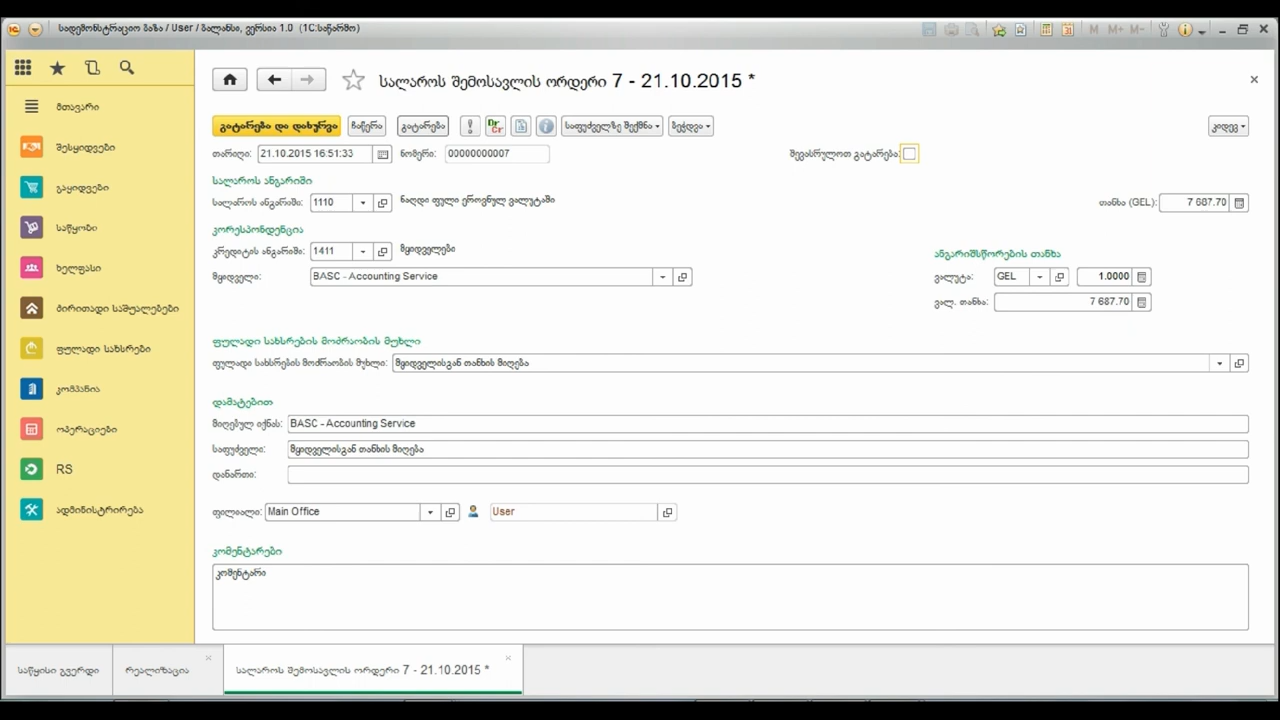 სადემონსტრაციო ბაზა / User / ბალანსი, ვერსია 1.0 (1C:საწარმო)
M M+ M-
მთავარი
შესყიდვები
გაყიდვები
საწყობი
ხელფასი
ძირითადი საშუალებები
ფულადი სახსრები
კომპანია
ოპერაციები
RS
ადმინისტრირება
სალაროს შემოსავლის ორდერი 7 - 21.10.2015 *
გატარება და დახურვა ჩაწერა გატარება საფუძველზე შექმნა ბეჭდვა კიდევ
თარიღი: 21.10.2015 16:51:33 ნომერი: 00000000007 შევასრულოთ გატარება:
სალაროს ანგარიში
სალაროს ანგარიში: 1110 ნაღდი ფული ეროვნულ ვალუტაში თანხა (GEL): 7 687.70
კორესპონდენცია
კრედიტის ანგარიში: 1411 მყიდველები
ანგარიშსწორების თანხა
მყიდველი: BASC - Accounting Service ვალუტა: GEL 1.0000
ვალ. თანხა: 7 687.70
ფულადი სახსრების მოძრაობის მუხლი
ფულადი სახსრების მოძრაობის მუხლი: მყიდველისგან თანხის მიღება
დამატებით
მიღებულ იქნას: BASC - Accounting Service
საფუძველი: მყიდველისგან თანხის მიღება
დანართი:
ფილიალი: Main Office User
კომენტარები
კომენტარი
საწყისი გვერდი რეალიზაცია სალაროს შემოსავლის ორდერი 7 - 21.10.2015 *